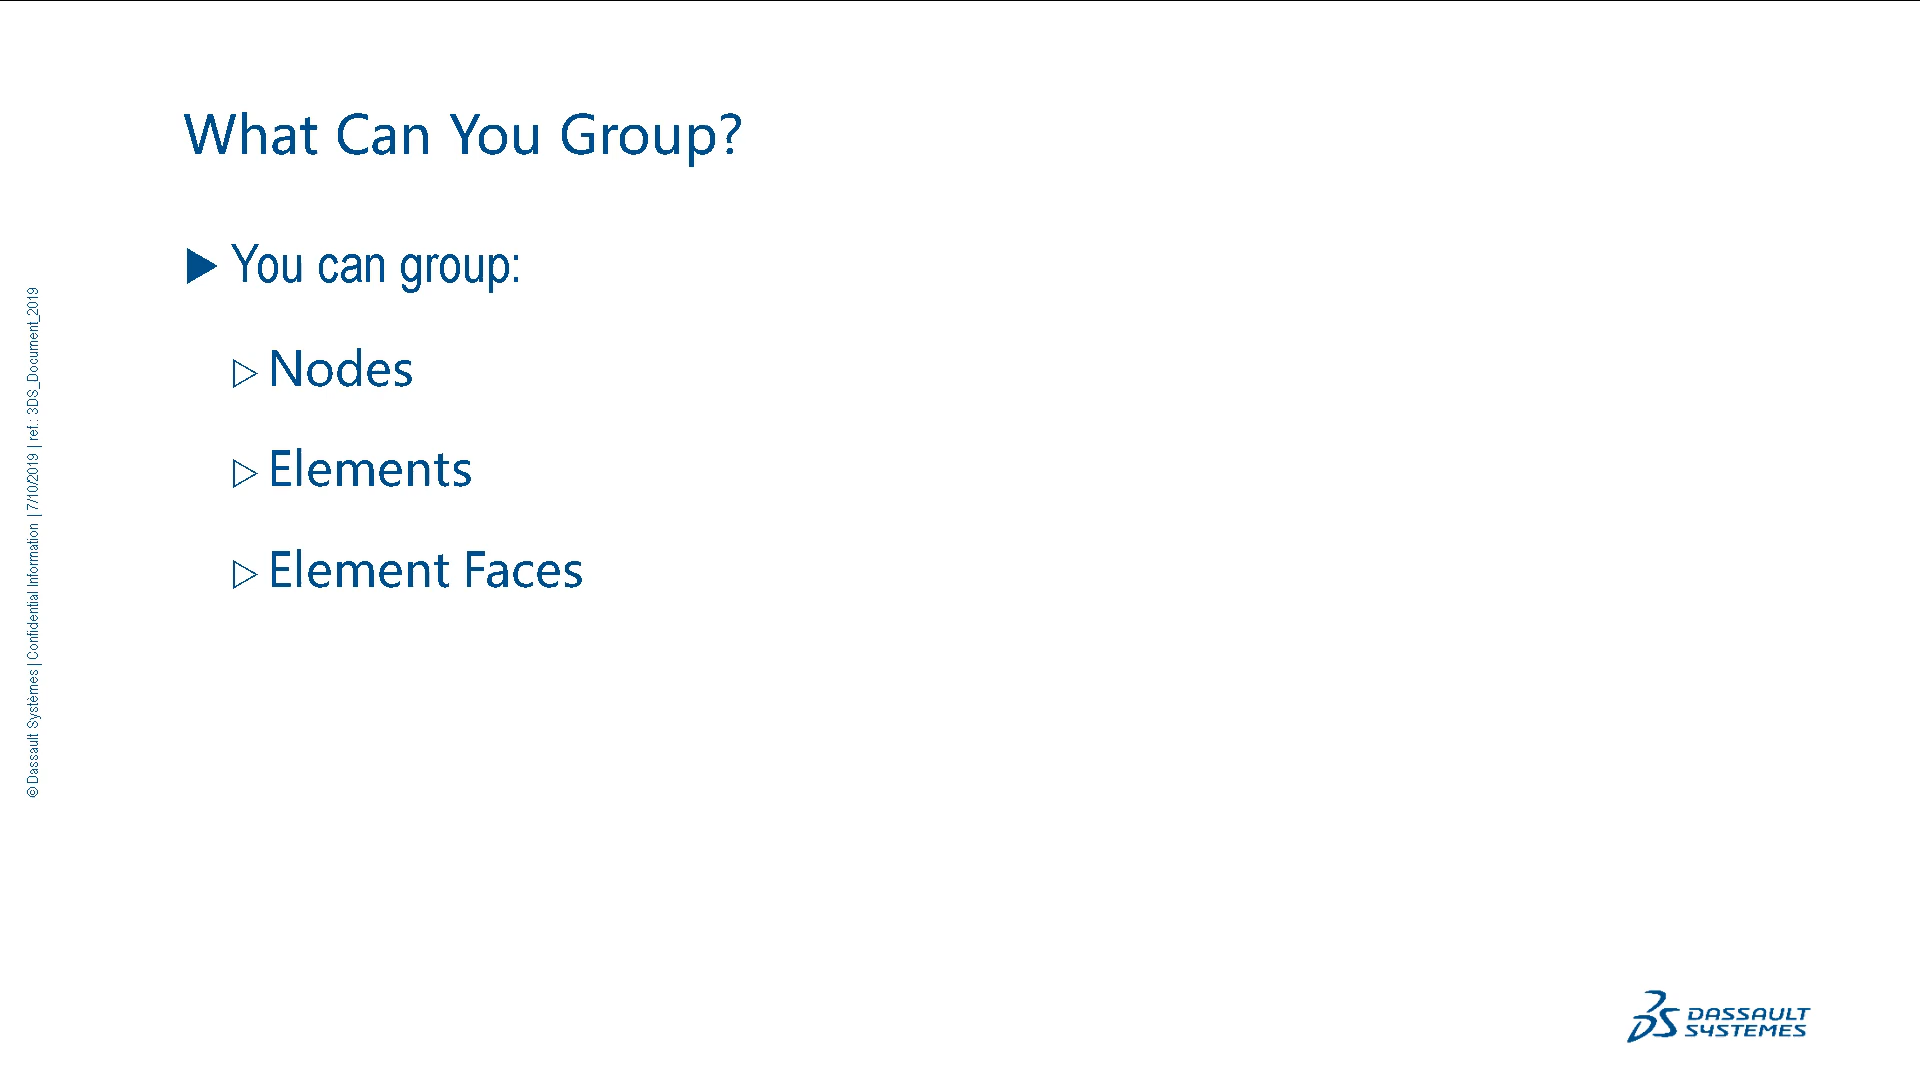 What Can You Group?
▶ You can group:
▷ Nodes
▷ Elements
▷ Element Faces
© Dassault Systèmes | Confidential Information | 7/10/2019 | ref.: 3DS_Document_2019
DASSAULT
SYSTEMES